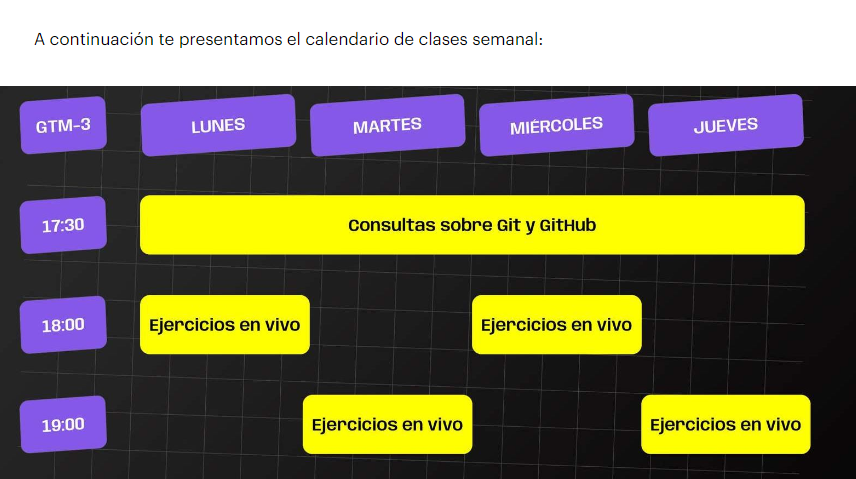 A continuación te presentamos el calendario de clases semanal:
GTM-3 LUNES MARTES MIÉRCOLES JUEVES
17:30 Consultas sobre Git y GitHub
18:00 Ejercicios en vivo Ejercicios en vivo
19:00 Ejercicios en vivo Ejercicios en vivo